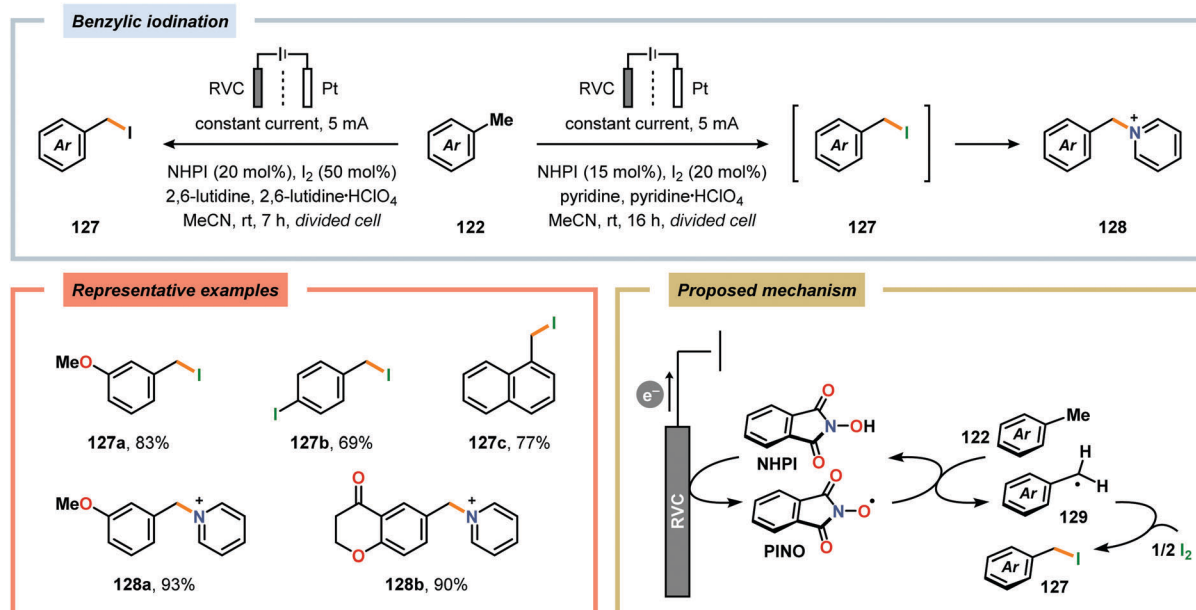 Benzylic iodination
RVC
Pt
constant current, 5 mA
NHPI (20 mol%), I2 (50 mol%)
2,6-lutidine, 2,6-lutidine·HClO4
MeCN, rt, 7 h, divided cell
Ar
I
127
Ar
Me
122
RVC
Pt
constant current, 5 mA
NHPI (15 mol%), I2 (20 mol%)
pyridine, pyridine·HClO4
MeCN, rt, 16 h, divided cell
Ar
I
127
Ar
N
+
128
Representative examples
MeO
I
127a, 83%
I
I
127b, 69%
I
127c, 77%
MeO
N
+
128a, 93%
O
O
N
+
128b, 90%
Proposed mechanism
e–
RVC
O
N–OH
O
NHPI
O
N–O·
O
PINO
122
Ar
Me
Ar
H
C
·
H
129
1/2 I2
Ar
I
127